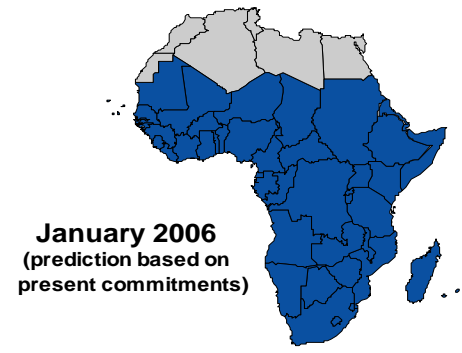 January 2006
(prediction based on
present commitments)